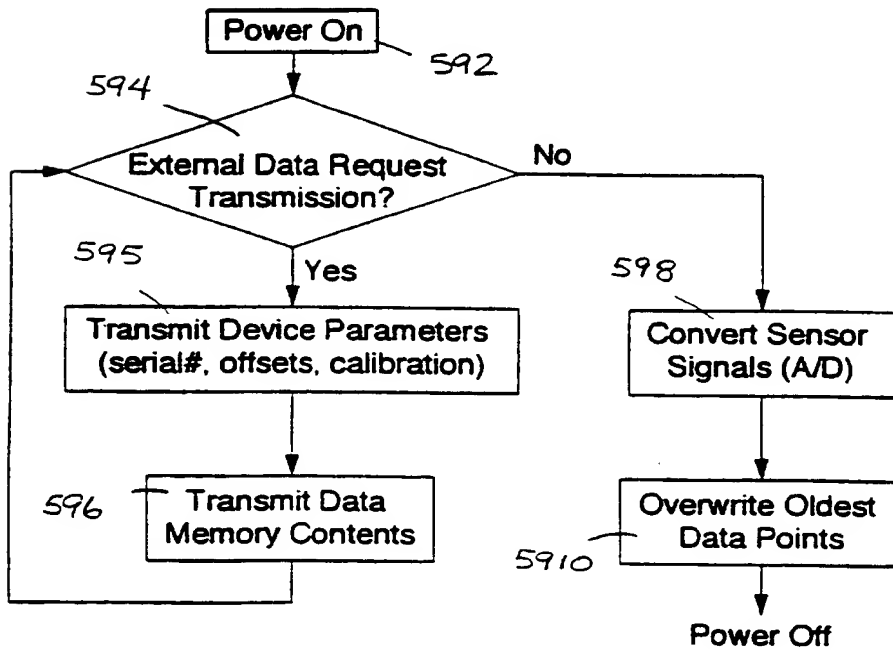 Power On
592
594
External Data Request
Transmission?
No
595
Yes
598
Transmit Device Parameters
(serial#, offsets, calibration)
Convert Sensor
Signals (A/D)
596
Transmit Data
Memory Contents
Overwrite Oldest
Data Points
5910
Power Off